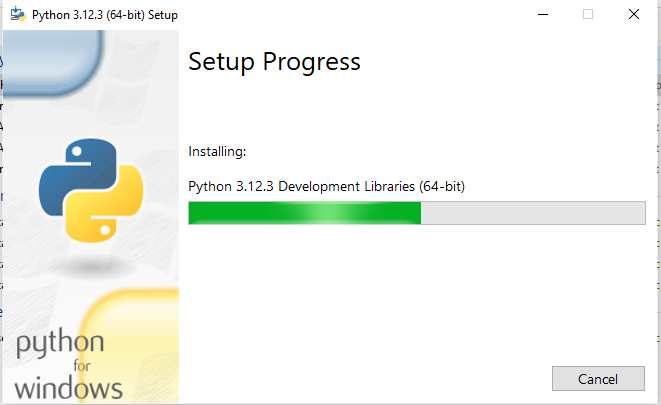 Python 3.12.3 (64-bit) Setup
Setup Progress
Installing:
Python 3.12.3 Development Libraries (64-bit)
python
for
windows
Cancel